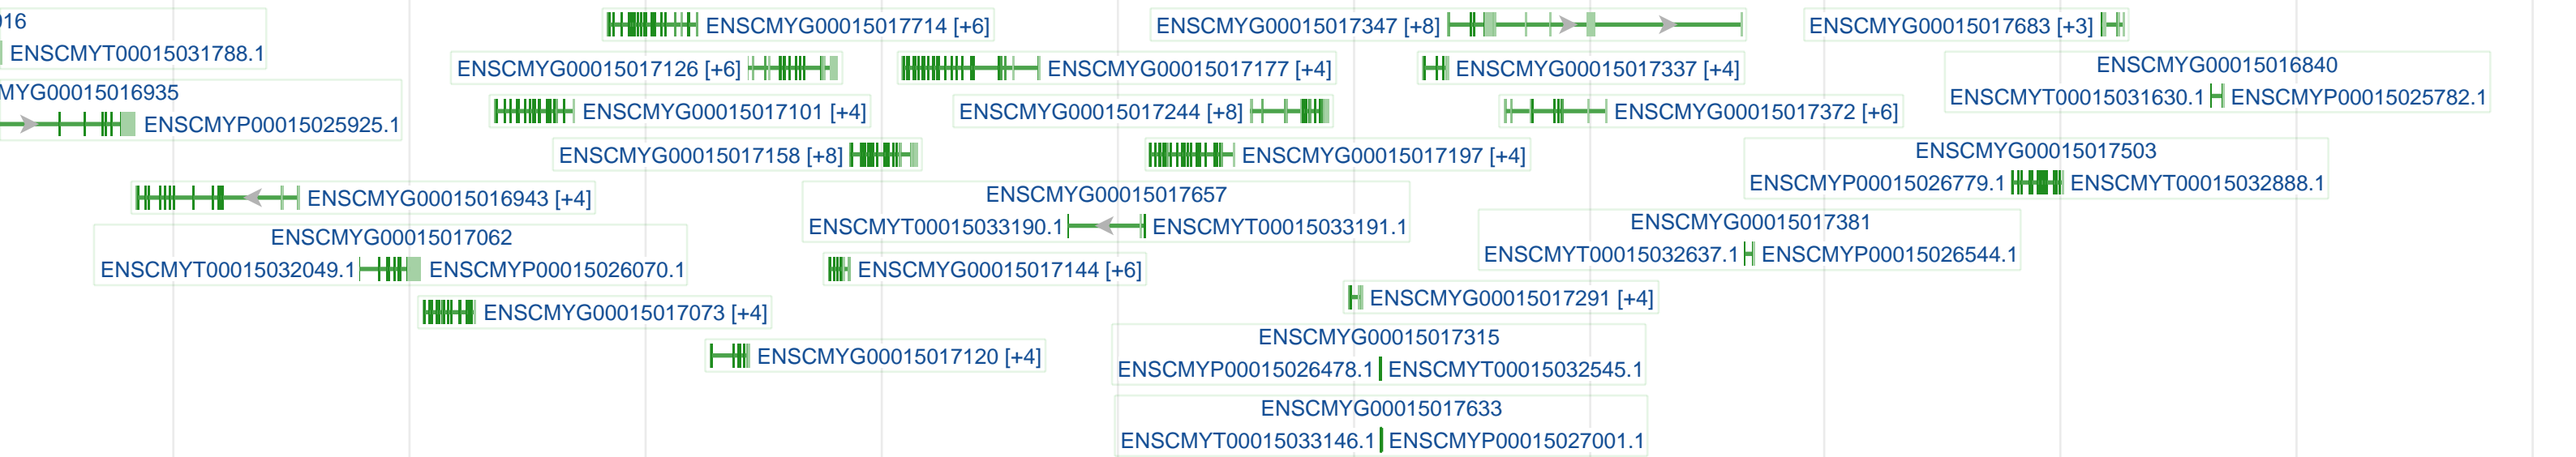 16
ENSCMYT00015031788.1
MYG00015016935
ENSCMYP00015025925.1
ENSCMYG00015016943 [+4]
ENSCMYG00015017062
ENSCMYT00015032049.1 ENSCMYP00015026070.1
ENSCMYG00015017073 [+4]
ENSCMYG00015017714 [+6]
ENSCMYG00015017126 [+6]
ENSCMYG00015017101 [+4]
ENSCMYG00015017158 [+8]
ENSCMYG00015017177 [+4]
ENSCMYG00015017244 [+8]
ENSCMYG00015017197 [+4]
ENSCMYG00015017657
ENSCMYT00015033190.1 ENSCMYT00015033191.1
ENSCMYG00015017144 [+6]
ENSCMYG00015017120 [+4]
ENSCMYG00015017347 [+8]
ENSCMYG00015017337 [+4]
ENSCMYG00015017372 [+6]
ENSCMYG00015017291 [+4]
ENSCMYG00015017315
ENSCMYP00015026478.1 ENSCMYT00015032545.1
ENSCMYG00015017633
ENSCMYT00015033146.1 ENSCMYP00015027001.1
ENSCMYG00015017683 [+3]
ENSCMYG00015016840
ENSCMYT00015031630.1 ENSCMYP00015025782.1
ENSCMYG00015017503
ENSCMYP00015026779.1 ENSCMYT00015032888.1
ENSCMYG00015017381
ENSCMYT00015032637.1 ENSCMYP00015026544.1